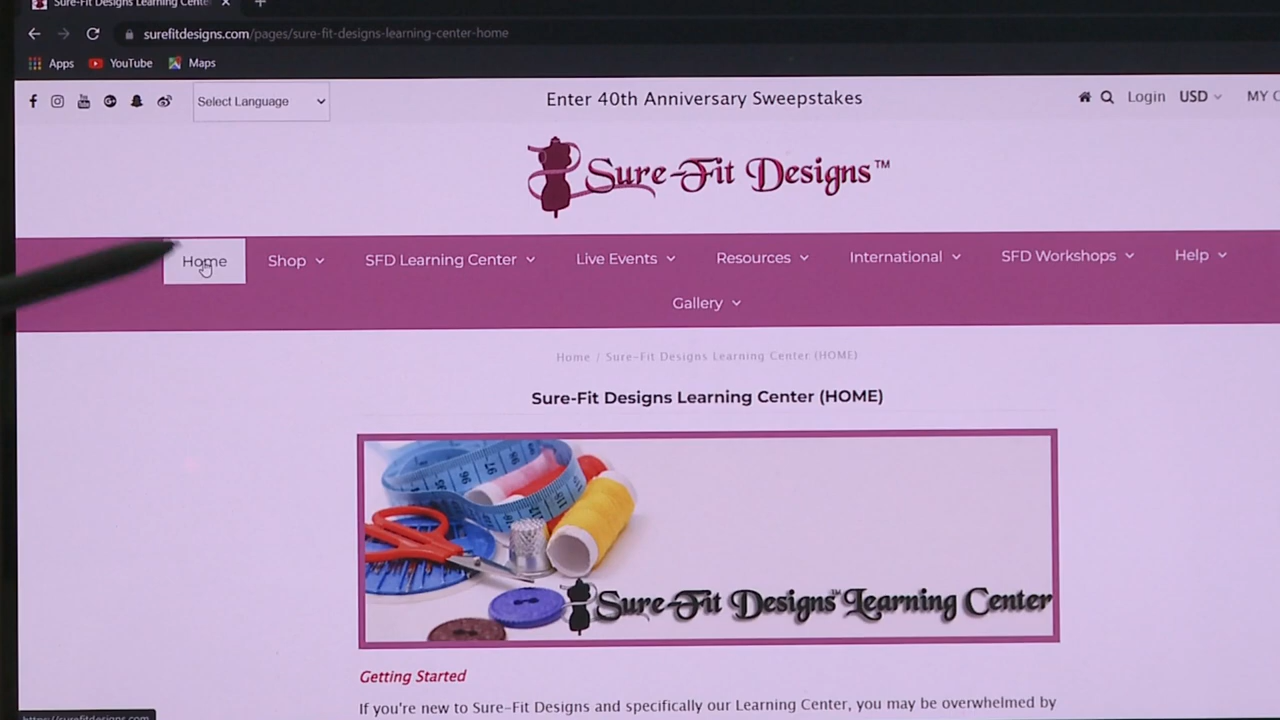 Sure-Fit Designs Learning Cente
surefitdesigns.com/pages/sure-fit-designs-learning-center-home
Apps YouTube Maps
Select Language
Enter 40th Anniversary Sweepstakes
Login USD MY C
Sure-Fit Designs™
Home Shop SFD Learning Center Live Events Resources International SFD Workshops Help
Gallery
Home / Sure-Fit Designs Learning Center (HOME)
Sure-Fit Designs Learning Center (HOME)
Sure-Fit Designs™ Learning Center
Getting Started
If you're new to Sure-Fit Designs and specifically our Learning Center, you may be overwhelmed by
https://surefitdesigns.com